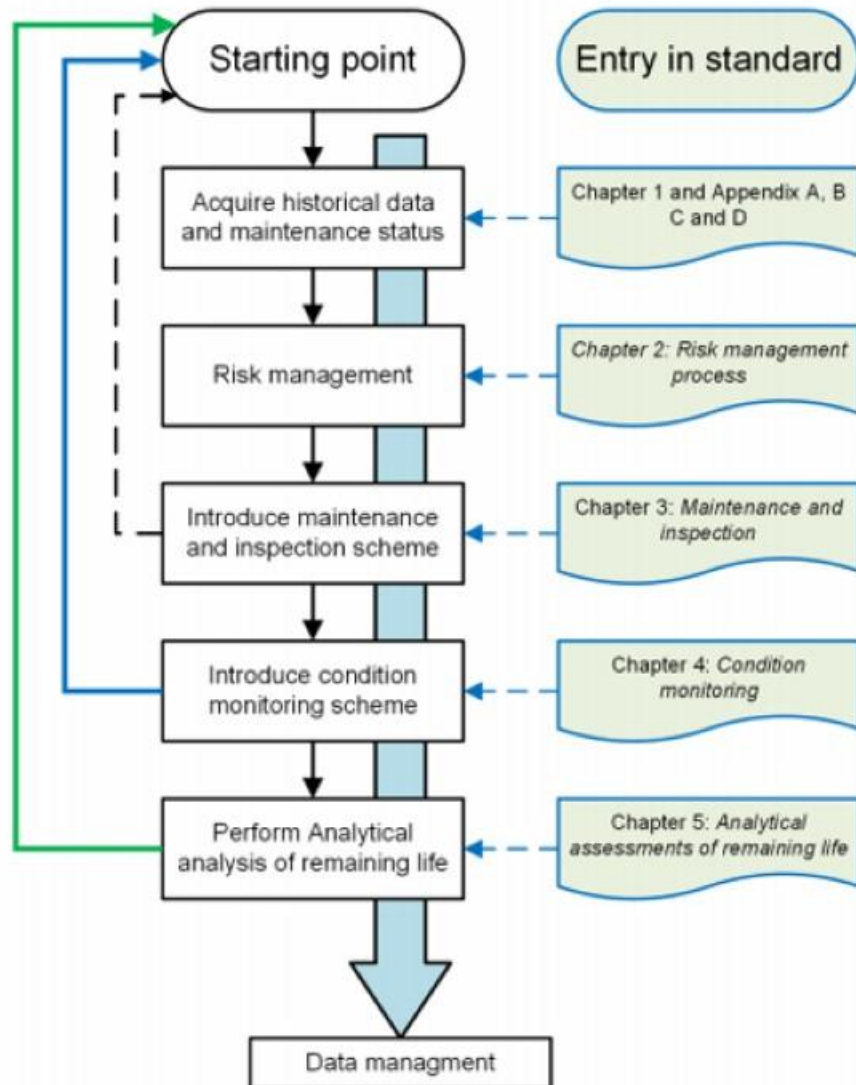 Starting point
Entry in standard
Acquire historical data
and maintenance status
Chapter 1 and Appendix A, B
C and D
Risk management
Chapter 2: Risk management
process
Introduce maintenance
and inspection scheme
Chapter 3: Maintenance and
inspection
Introduce condition
monitoring scheme
Chapter 4: Condition
monitoring
Perform Analytical
analysis of remaining life
Chapter 5: Analytical
assessments of remaining life
Data managment